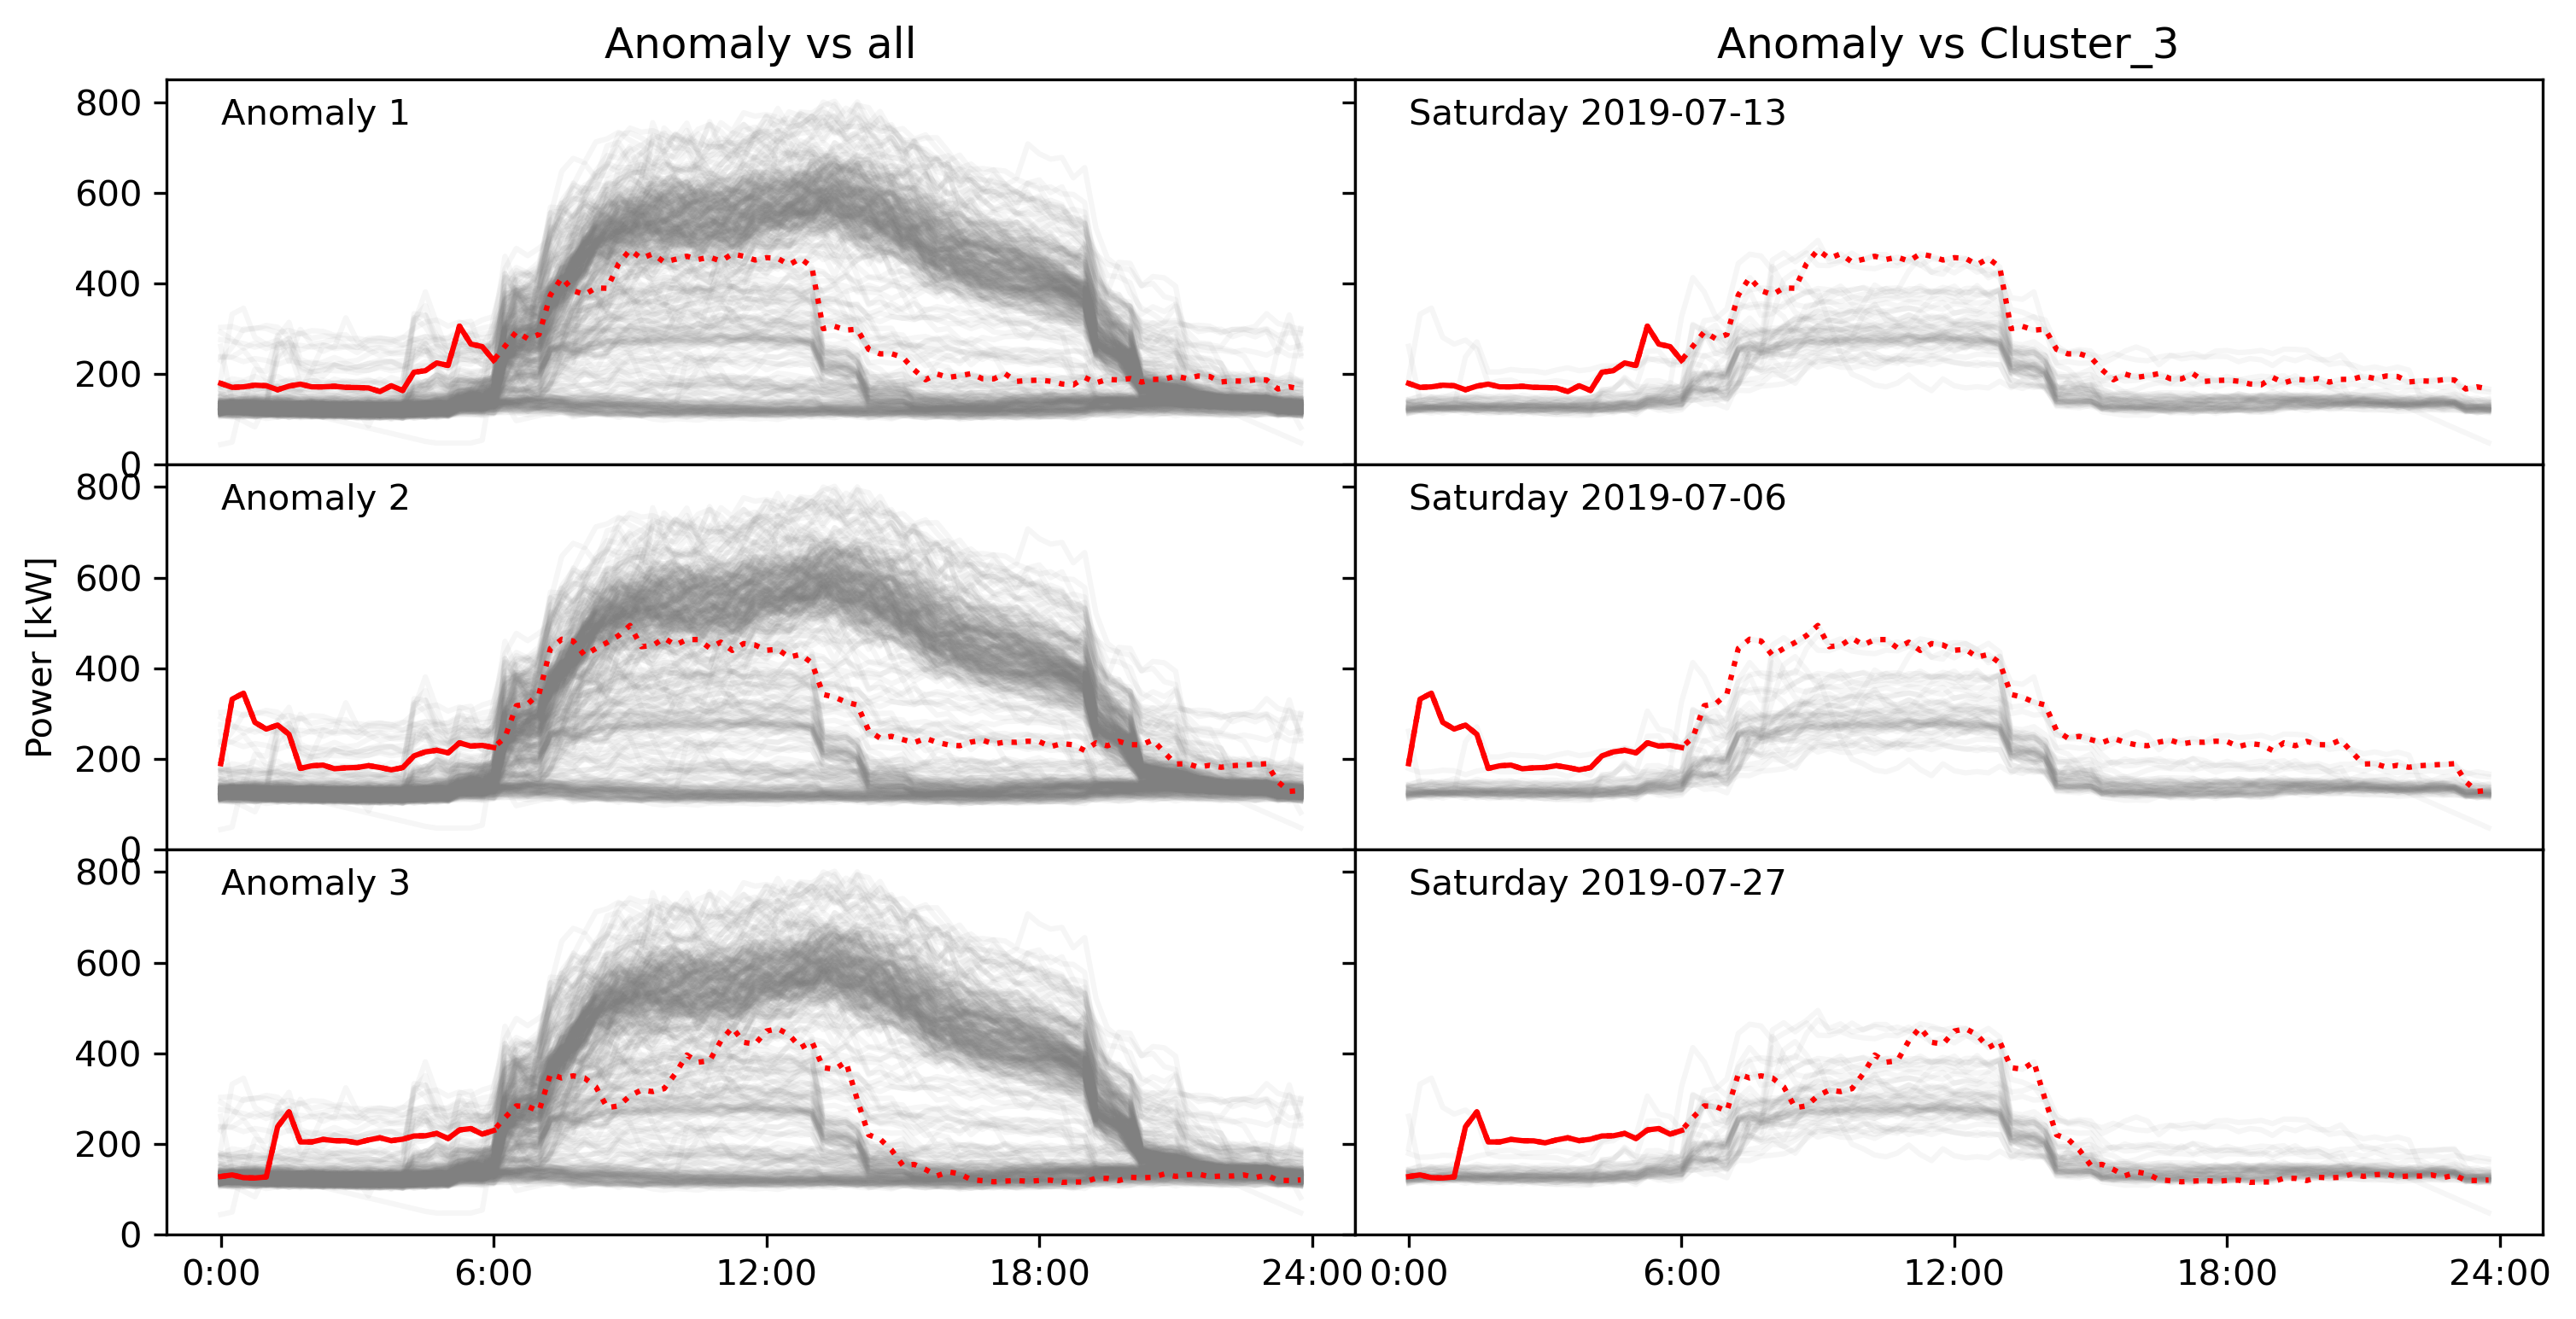 Anomaly vs all
Anomaly vs Cluster_3
800
600
400
200
0
Anomaly 1
Saturday 2019-07-13
800
600
400
200
0
Anomaly 2
Saturday 2019-07-06
Power [kW]
800
600
400
200
0
Anomaly 3
Saturday 2019-07-27
0:00 6:00 12:00 18:00 24:00 0:00 6:00 12:00 18:00 24:00